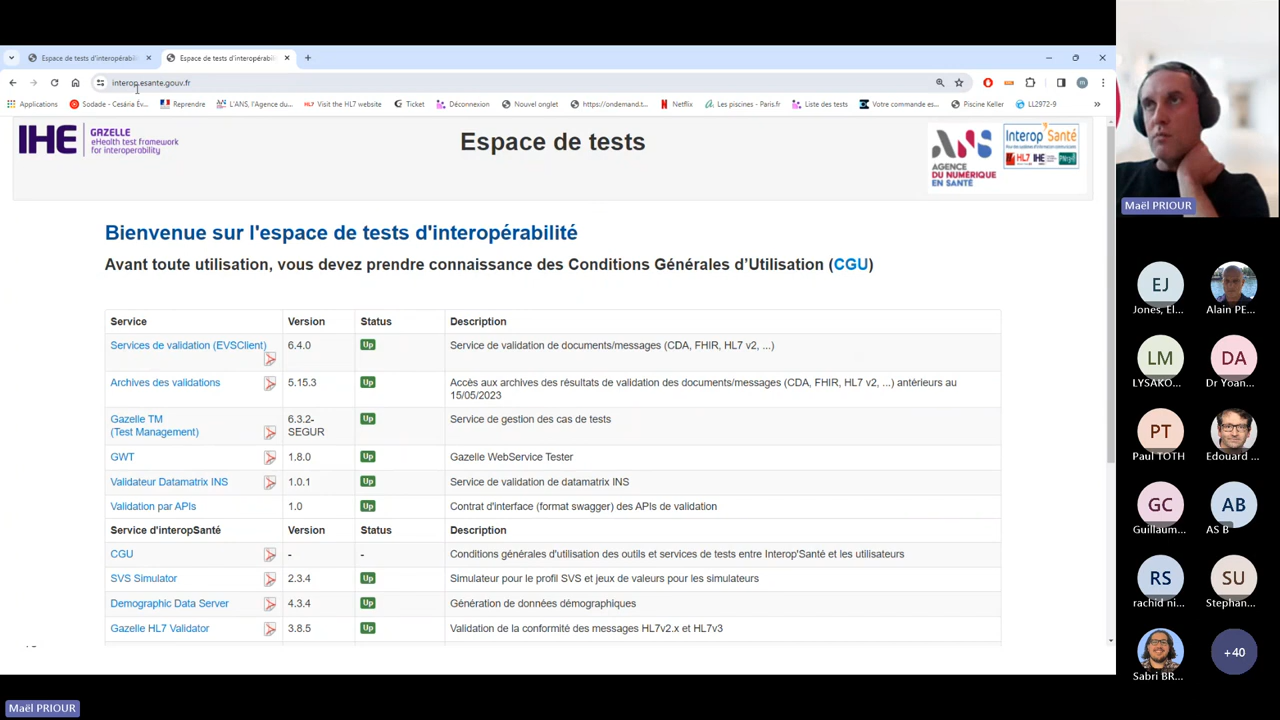 Espace de tests d'interopérabili
Espace de tests d'interopérabili
interop.esante.gouv.fr
Applications
Sodade - Cesária Év...
Reprendre
L'ANS, l'Agence du...
Visit the HL7 website
Ticket
Déconnexion
Nouvel onglet
https://ondemand.t...
Netflix
Les piscines - Paris.fr
Liste des tests
Votre commande es...
Piscine Keller
LL2972-9
IHE
GAZELLE
eHealth test framework
for interoperability
Espace de tests
AGENCE
DU NUMÉRIQUE
EN SANTÉ
Interop'Santé
HL7 IHE
Bienvenue sur l'espace de tests d'interopérabilité
Avant toute utilisation, vous devez prendre connaissance des Conditions Générales d'Utilisation (CGU)
Service Version Status Description
Services de validation (EVSClient) 6.4.0 Up Service de validation de documents/messages (CDA, FHIR, HL7 v2, ...)
Archives des validations 5.15.3 Up Accès aux archives des résultats de validation des documents/messages (CDA, FHIR, HL7 v2, ...) antérieurs au
15/05/2023
Gazelle TM 6.3.2- Up Service de gestion des cas de tests
(Test Management) SEGUR
GWT 1.8.0 Up Gazelle WebService Tester
Validateur Datamatrix INS 1.0.1 Up Service de validation de datamatrix INS
Validation par APIs 1.0 Up Contrat d'interface (format swagger) des APIs de validation
Service d'interopSanté Version Status Description
CGU - - Conditions générales d'utilisation des outils et services de tests entre Interop'Santé et les utilisateurs
SVS Simulator 2.3.4 Up Simulateur pour le profil SVS et jeux de valeurs pour les simulateurs
Demographic Data Server 4.3.4 Up Génération de données démographiques
Gazelle HL7 Validator 3.8.5 Up Validation de la conformité des messages HL7v2.x et HL7v3
Maël PRIOUR
EJ
Jones, El...
Alain PE...
LM
LYSAKO...
DA
Dr Yoan...
PT
Paul TOTH
Edouard ...
GC
Guillaum...
AB
AS B
RS
rachid ni...
SU
Stephan...
Sabri BR...
+40
Maël PRIOUR